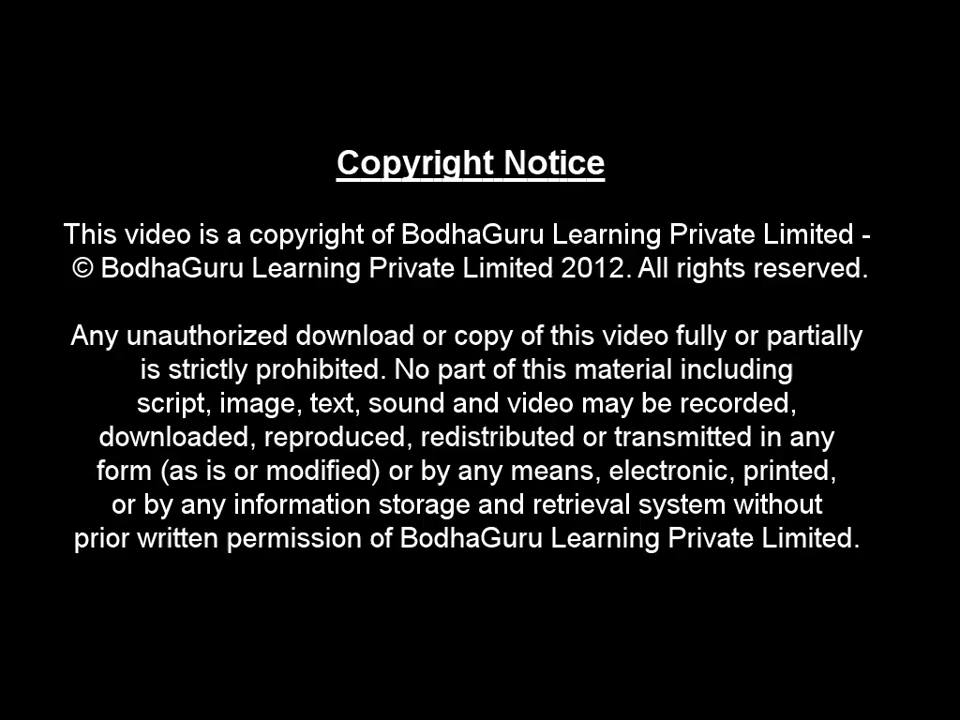 Copyright Notice
This video is a copyright of BodhaGuru Learning Private Limited -
© BodhaGuru Learning Private Limited 2012. All rights reserved.
Any unauthorized download or copy of this video fully or partially
is strictly prohibited. No part of this material including
script, image, text, sound and video may be recorded,
downloaded, reproduced, redistributed or transmitted in any
form (as is or modified) or by any means, electronic, printed,
or by any information storage and retrieval system without
prior written permission of BodhaGuru Learning Private Limited.